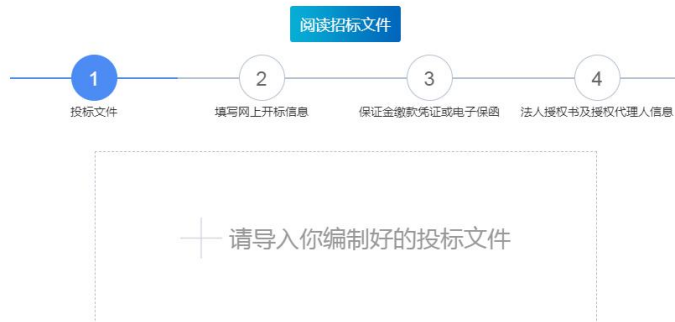 阅读招标文件
1
2
3
4
投标文件
填写网上开标信息
保证金缴款凭证或电子保函
法人授权书及授权代理人信息
请导入你编制好的投标文件